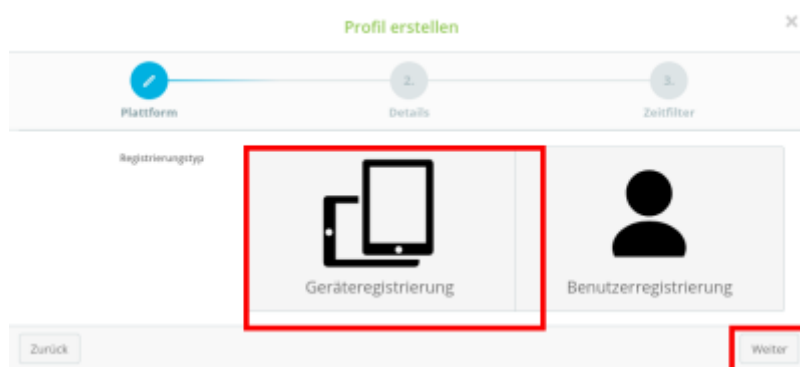 Profil erstellen
×
2.
3.
Plattform
Details
Zeitfilter
Registrierungstyp
Geräteregistrierung
Benutzerregistrierung
Zurück
Weiter